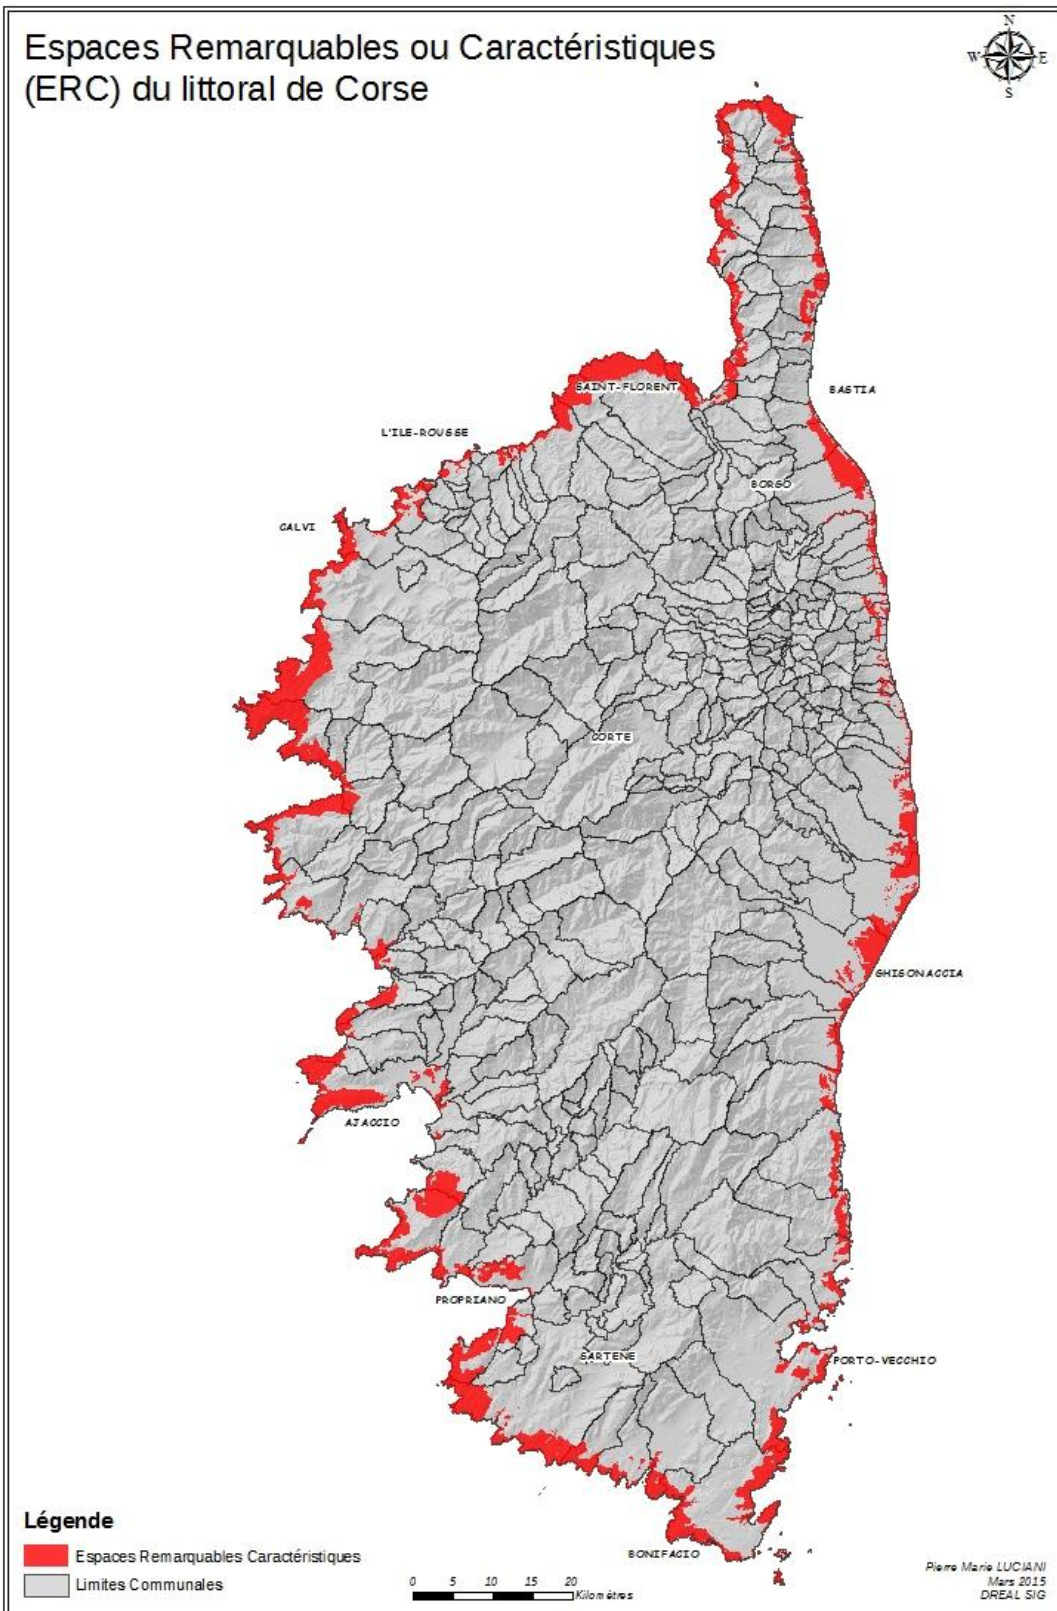 Espaces Remarquables ou Caractéristiques
(ERC) du littoral de Corse
N
W E
S
SAINT-FLORENT
BASTIA
L'ILE-ROUSSE
BORGO
CALVI
CORTE
GHISONACCIA
AJACCIO
PROPRIANO
SARTENE
PORTO-VECCHIO
BONIFACIO
Légende
Espaces Remarquables Caractéristiques
Limites Communales
0 5 10 15 20
Kilomètres
Pierre Marie LUCIANI
Mars 2015
DREAL SIG